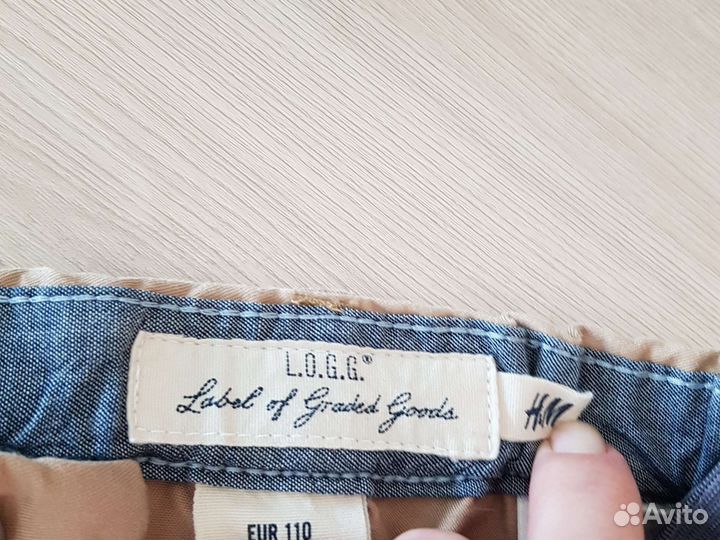 L.O.G.G.®
Label of Graded Goods
H&M
EUR 110
Avito